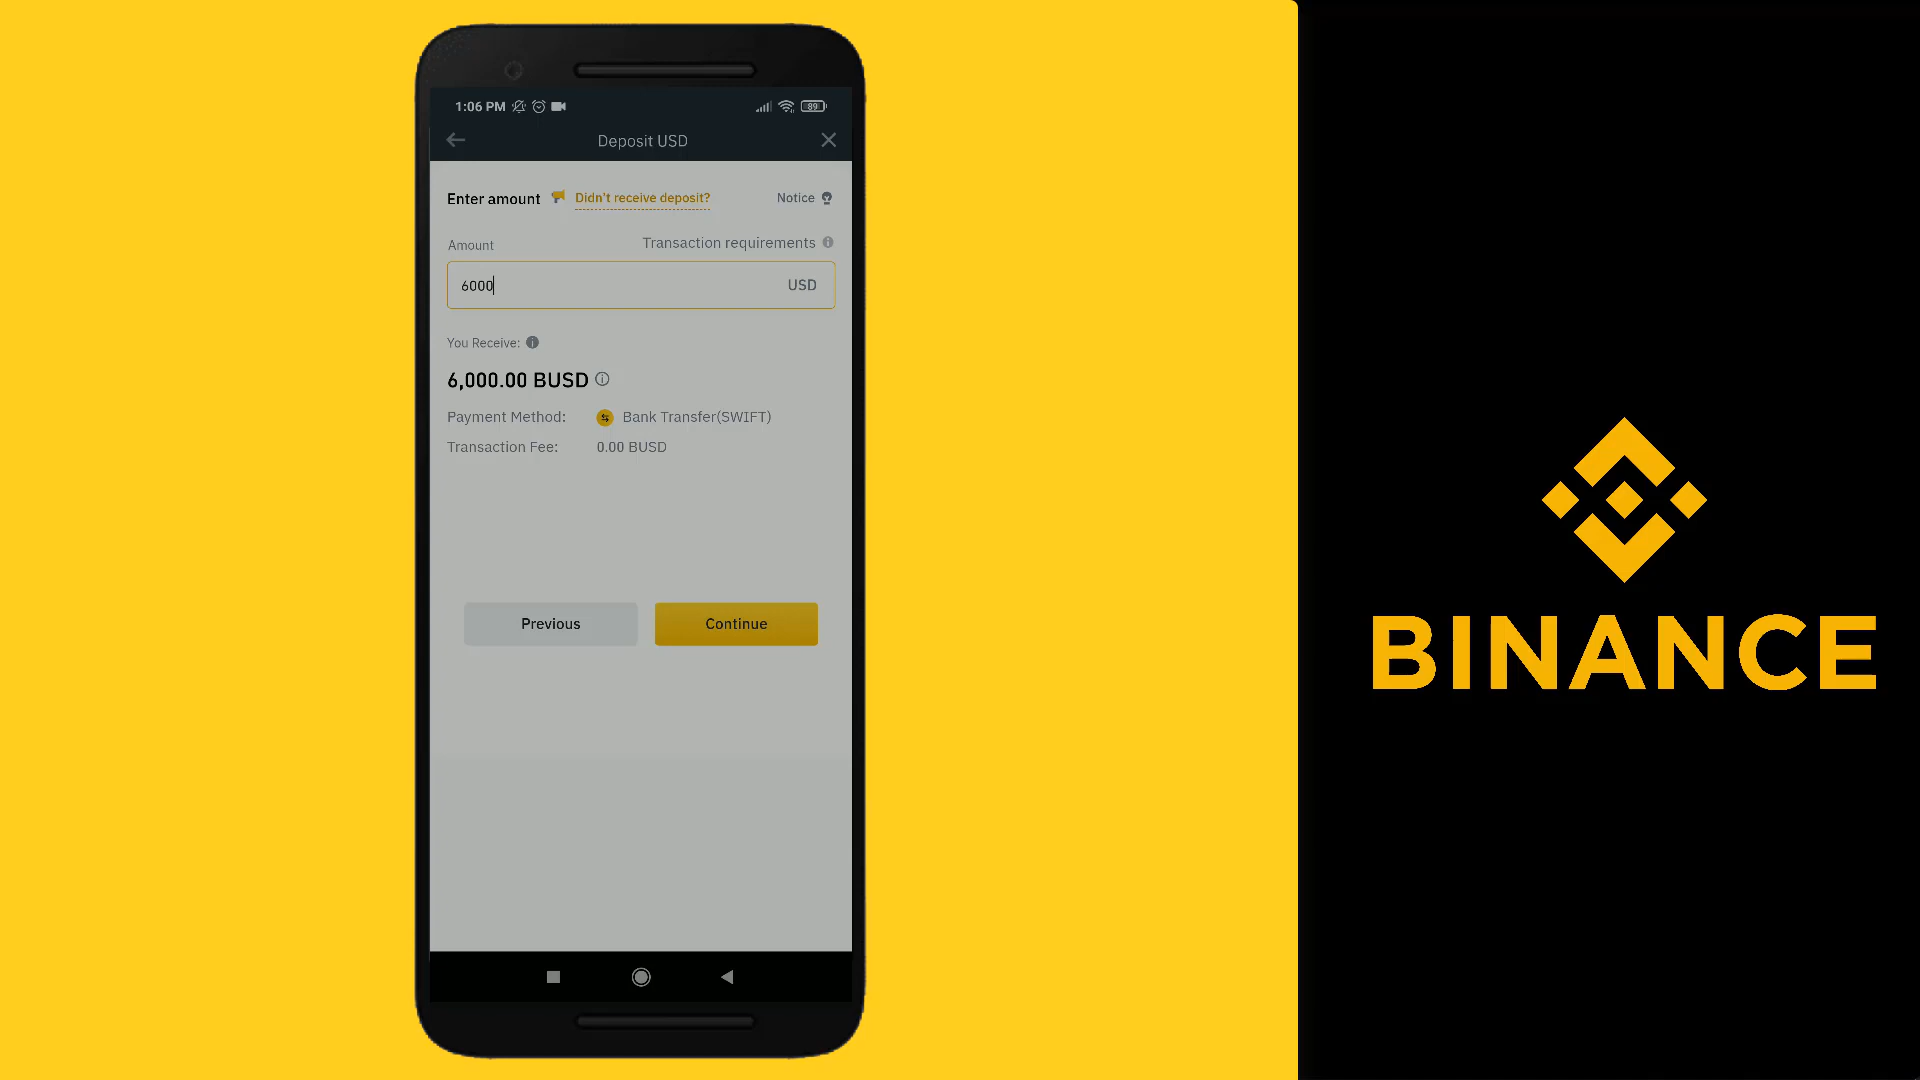 1:06 PM
89
Deposit USD
Enter amount Didn't receive deposit? Notice
Amount Transaction requirements
6000 USD
You Receive:
6,000.00 BUSD
Payment Method: Bank Transfer(SWIFT)
Transaction Fee: 0.00 BUSD
Previous Continue
BINANCE